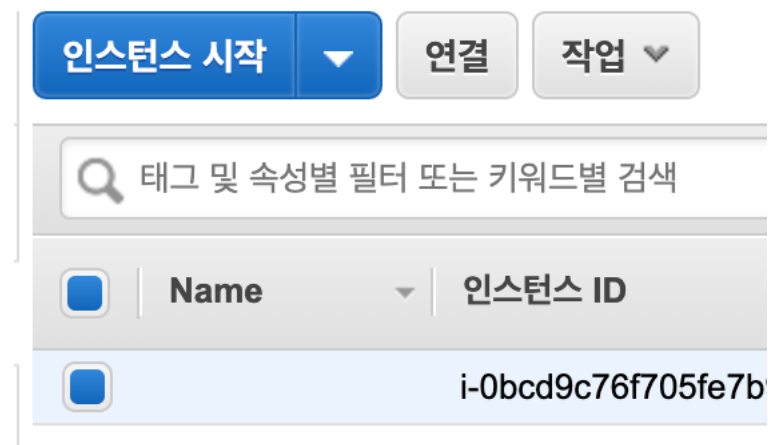 인스턴스 시작 연결 작업
태그 및 속성별 필터 또는 키워드별 검색
Name 인스턴스 ID
i-0bcd9c76f705fe7b